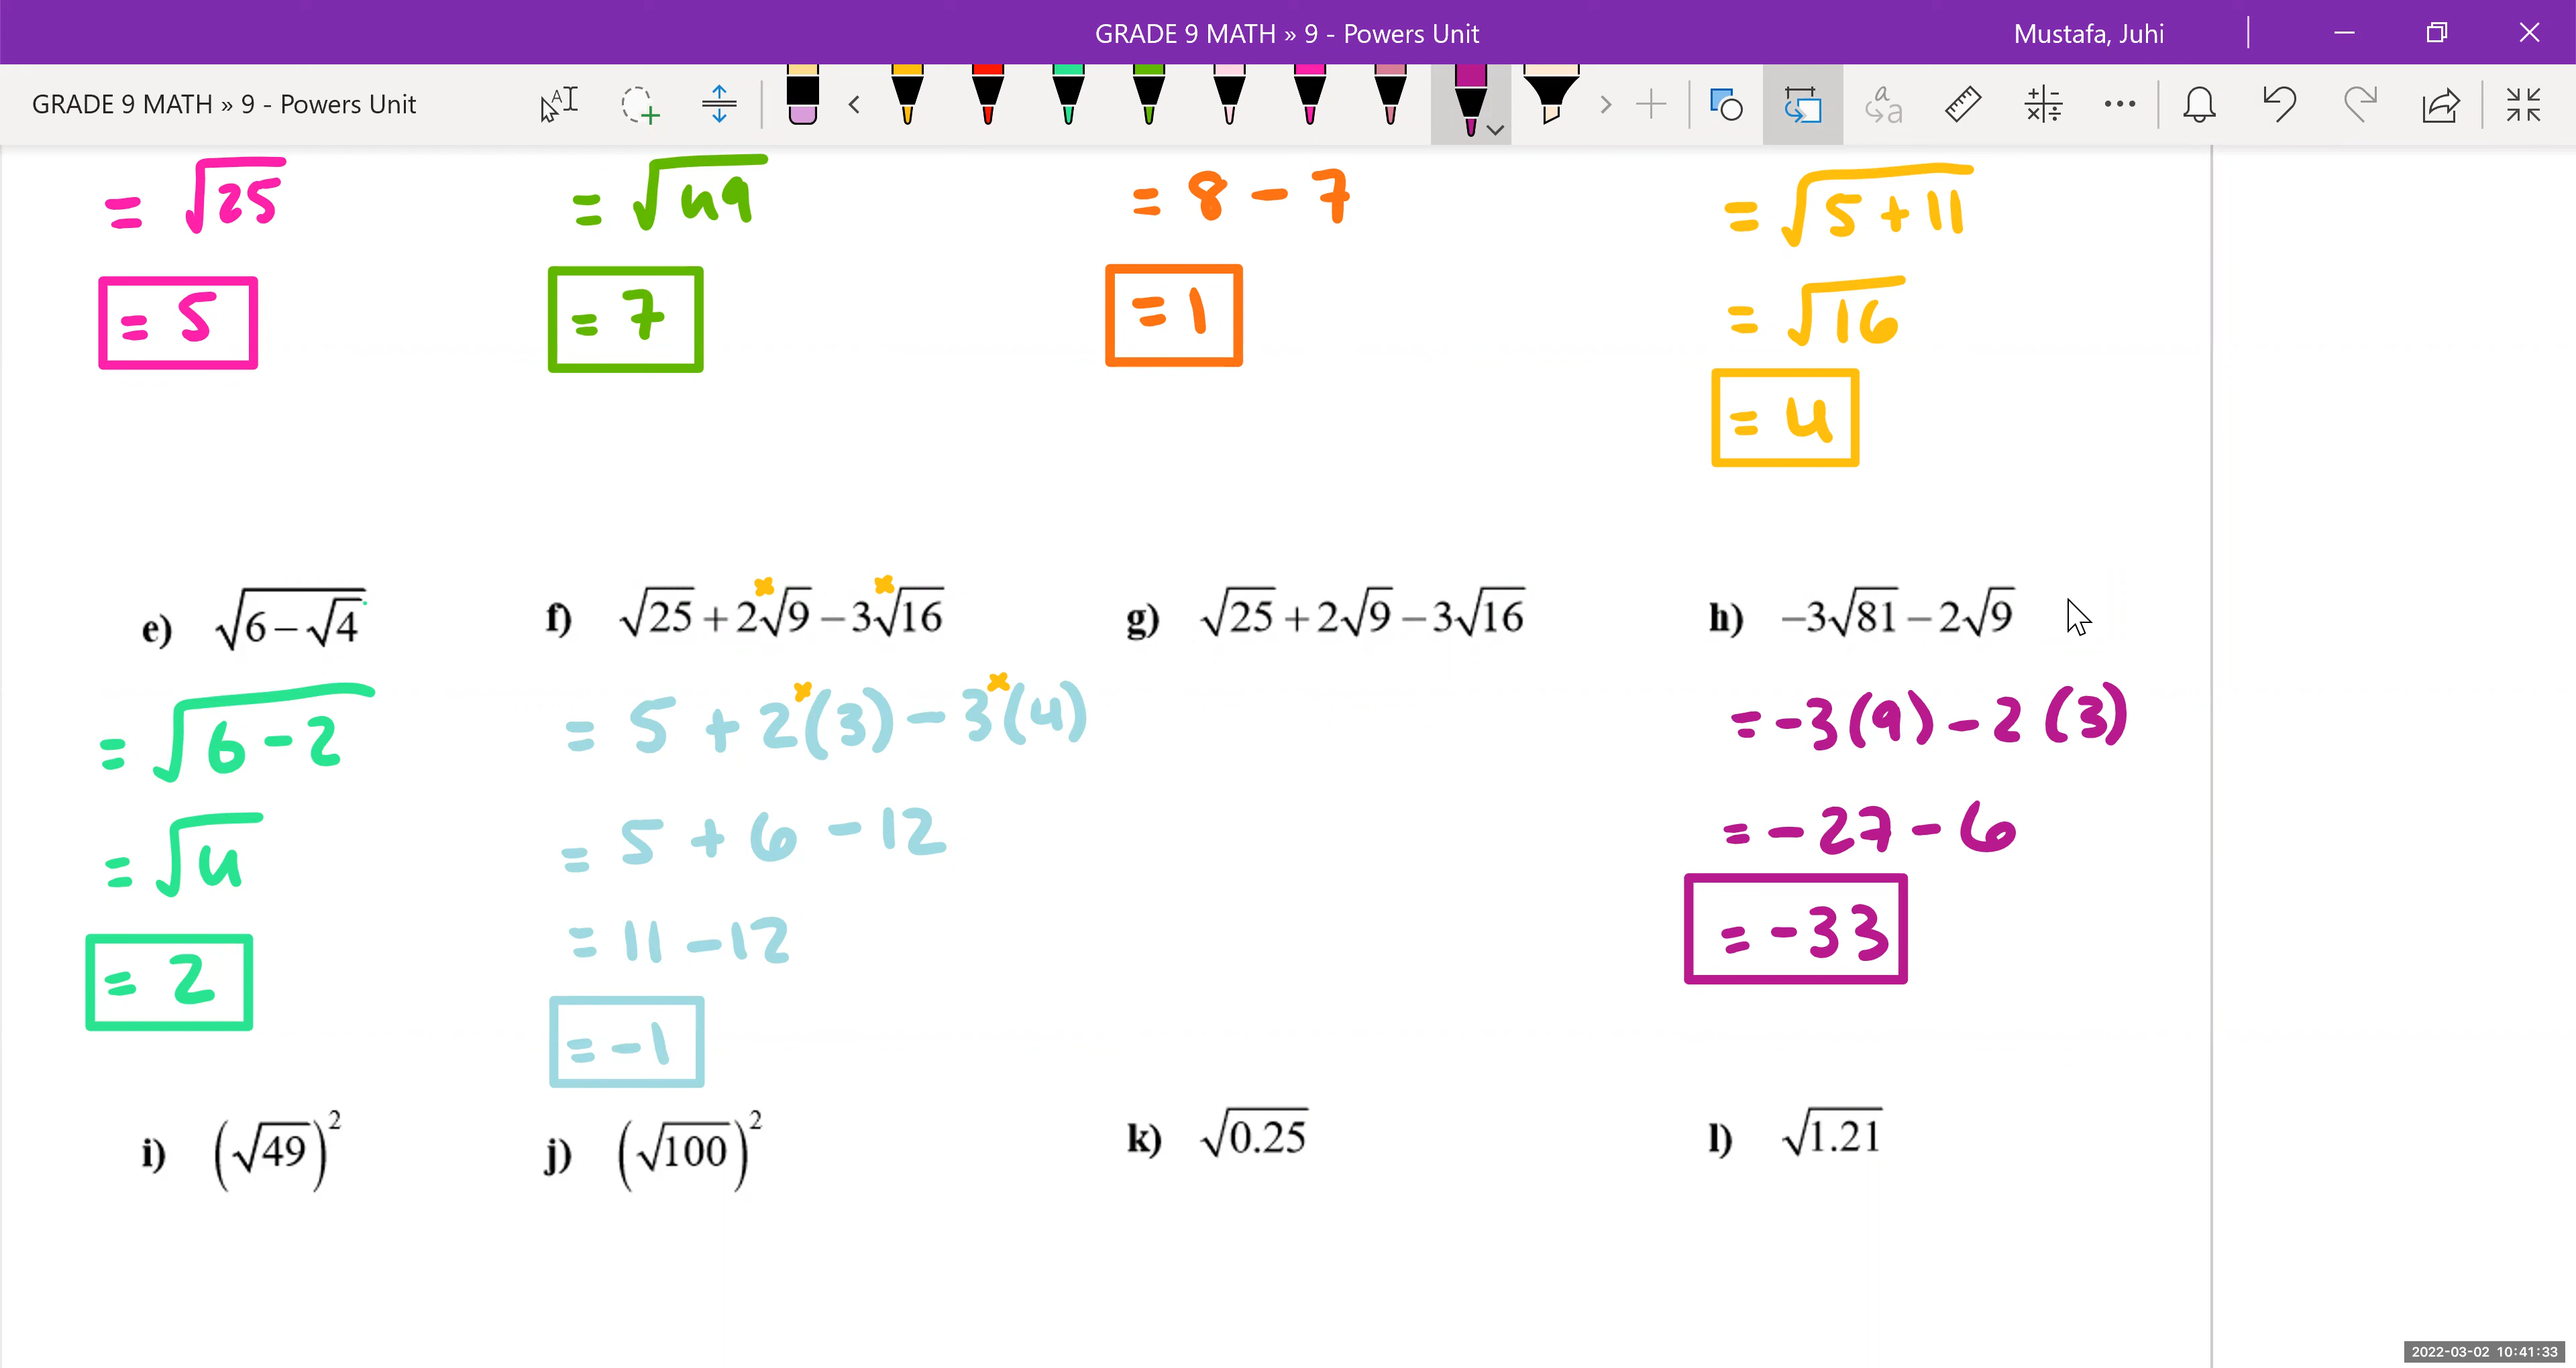 GRADE 9 MATH » 9 - Powers Unit
Mustafa, Juhi
GRADE 9 MATH » 9 - Powers Unit
= √25
= 5
= √49
= 7
= 8 - 7
= 1
= √5 + 11
= √16
= 4
e) √6 - √4
= √6 - 2
= √4
= 2
f) √25 + 2√9 - 3√16
= 5 + 2 × (3) - 3 × (4)
= 5 + 6 - 12
= 11 - 12
= -1
g) √25 + 2√9 - 3√16
h) -3√81 - 2√9
= -3(9) - 2(3)
= -27 - 6
= -33
i) (√49)²
j) (√100)²
k) √0.25
l) √1.21
2022-03-02 10:41:33